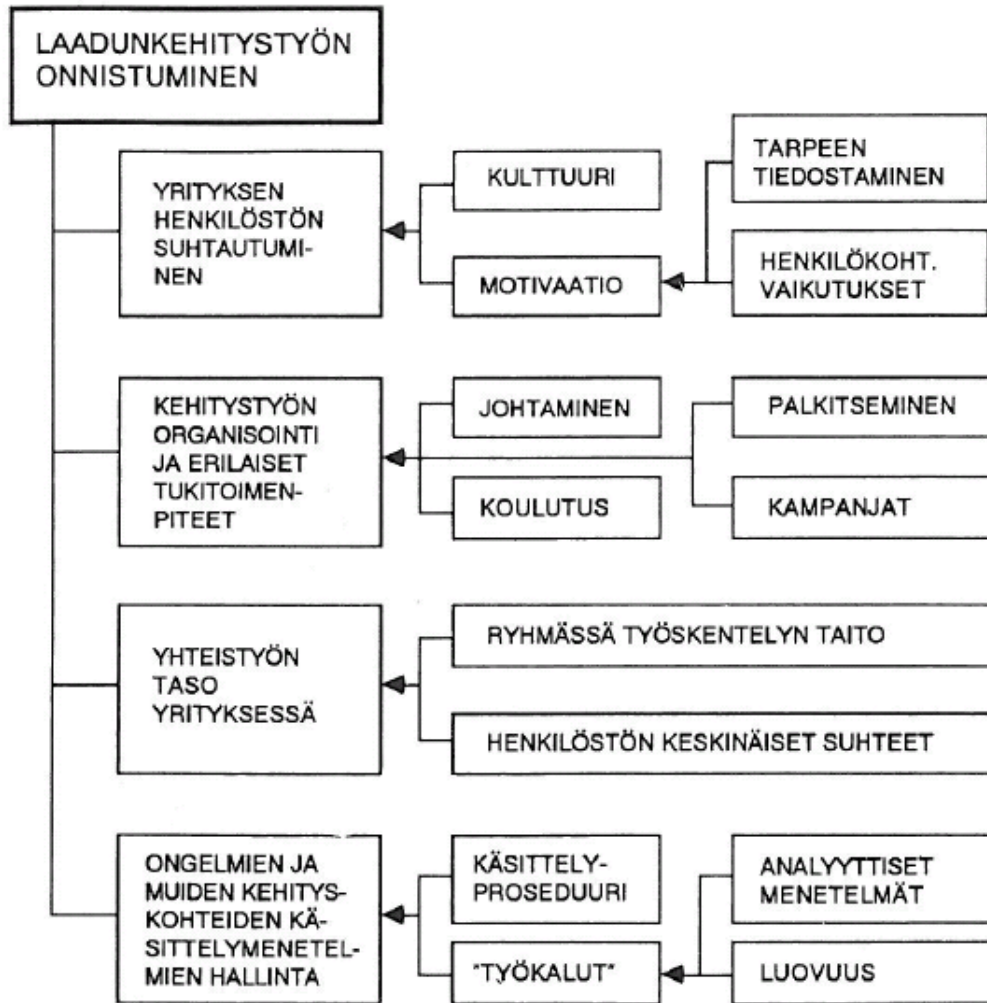 LAADUNKEHITYSTYÖN
ONNISTUMINEN
YRITYKSEN
HENKILÖSTÖN
SUHTAUTUMI-
NEN
KULTTUURI
MOTIVAATIO
TARPEEN
TIEDOSTAMINEN
HENKILÖKOHT.
VAIKUTUKSET
KEHITYSTYÖN
ORGANISOINTI
JA ERILAISET
TUKITOIMEN-
PITEET
JOHTAMINEN
KOULUTUS
PALKITSEMINEN
KAMPANJAT
YHTEISTYÖN
TASO
YRITYKSESSÄ
RYHMÄSSÄ TYÖSKENTELYN TAITO
HENKILÖSTÖN KESKINÄISET SUHTEET
ONGELMIEN JA
MUIDEN KEHITYS-
KOHTEIDEN KÄ-
SITTELYMENETEL-
MIEN HALLINTA
KÄSITTELY-
PROSEDUURI
"TYÖKALUT"
ANALYYTTISET
MENETELMÄT
LUOVUUS